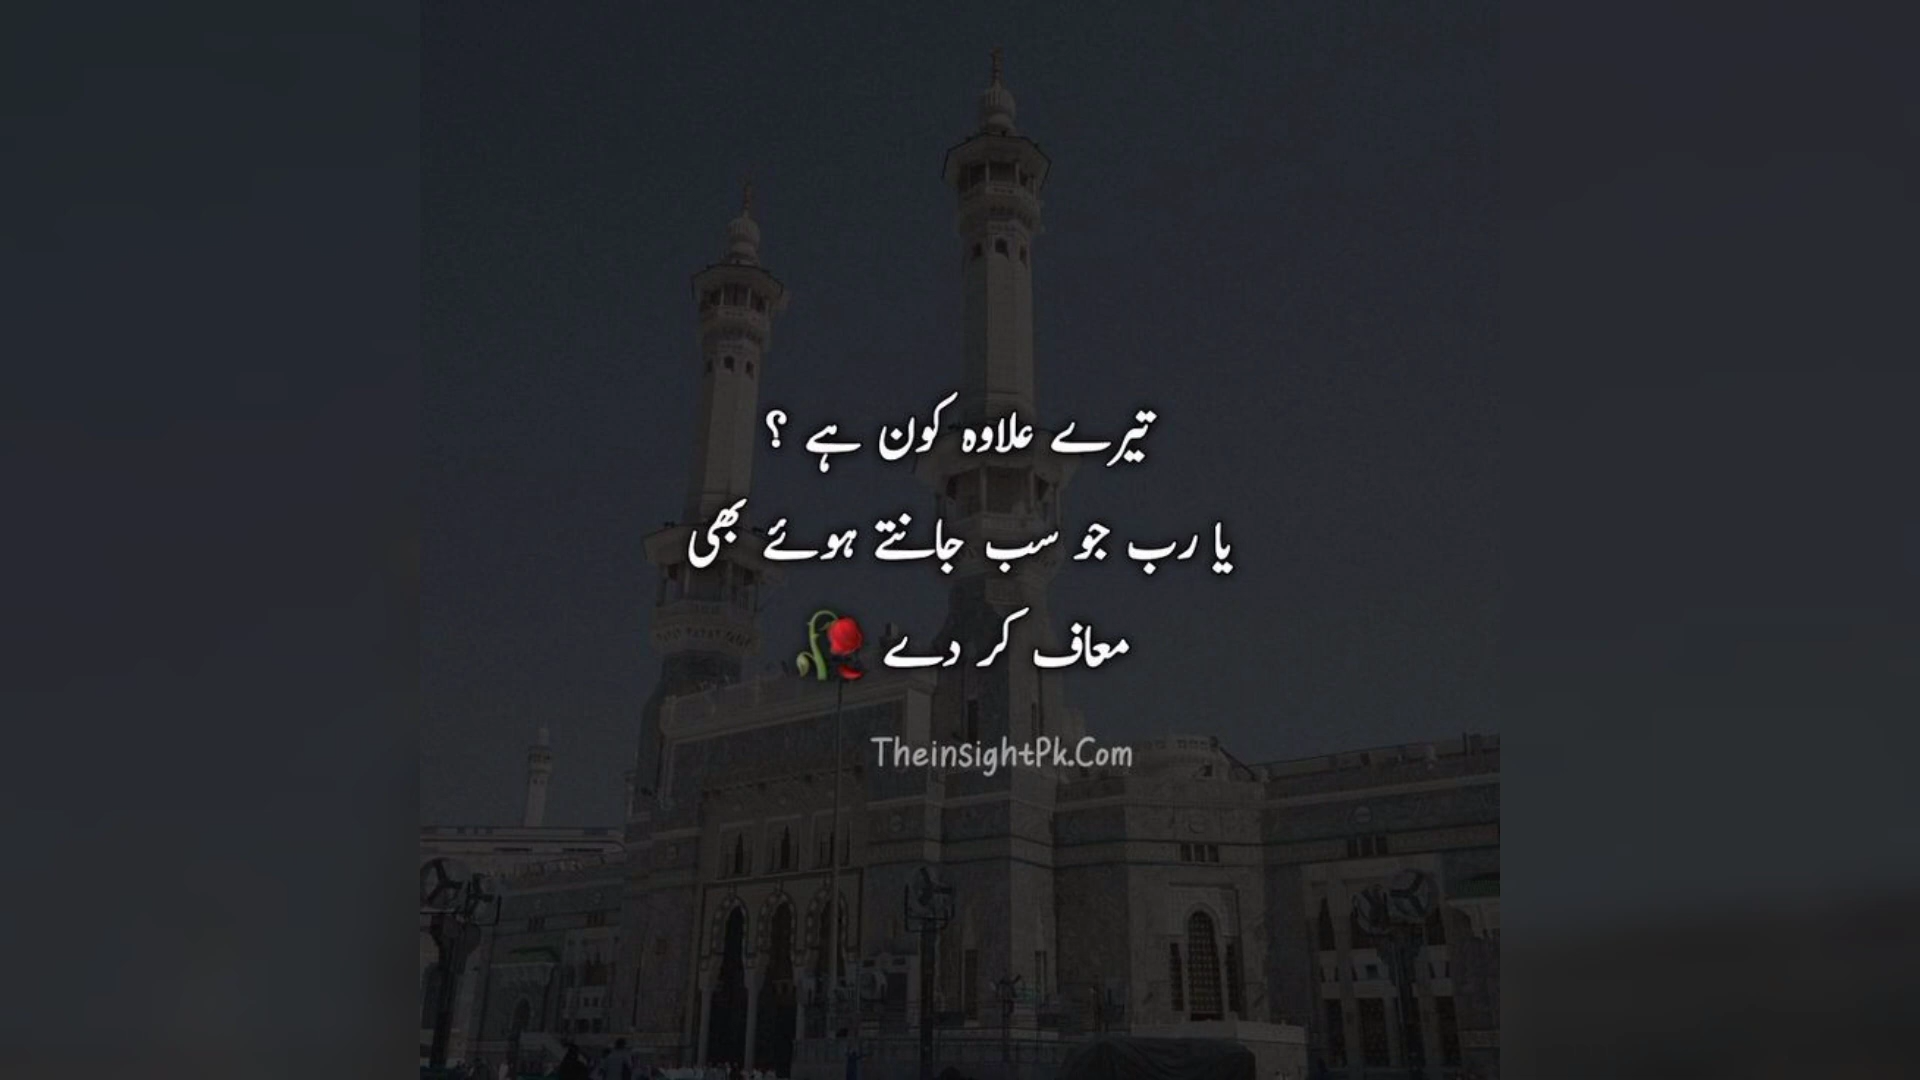 تیرے علاوہ کون ہے ؟
یا رب جو سب جانتے ہوئے بھی
معاف کر دے 🥀
TheinsightPk.Com